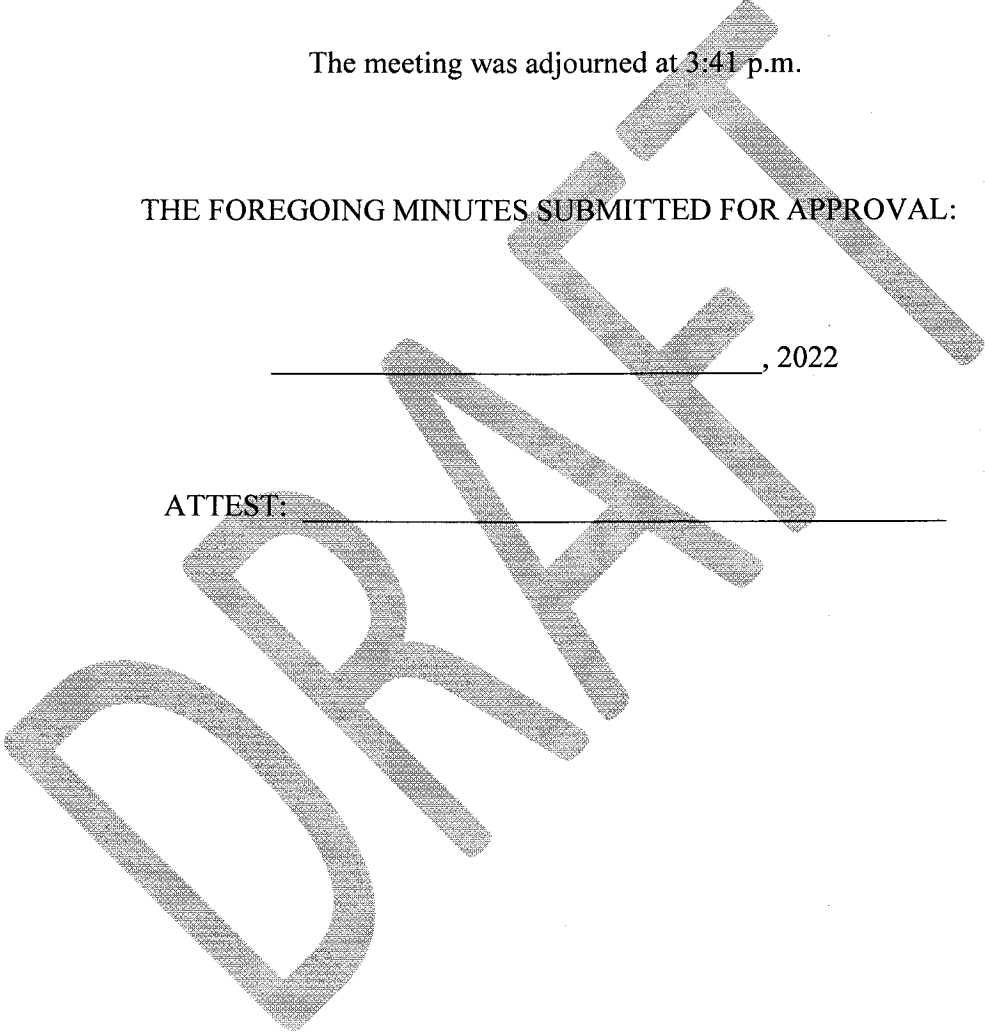 The meeting was adjourned at 3:41 p.m.
THE FOREGOING MINUTES SUBMITTED FOR APPROVAL:
, 2022
ATTEST:
DRAFT